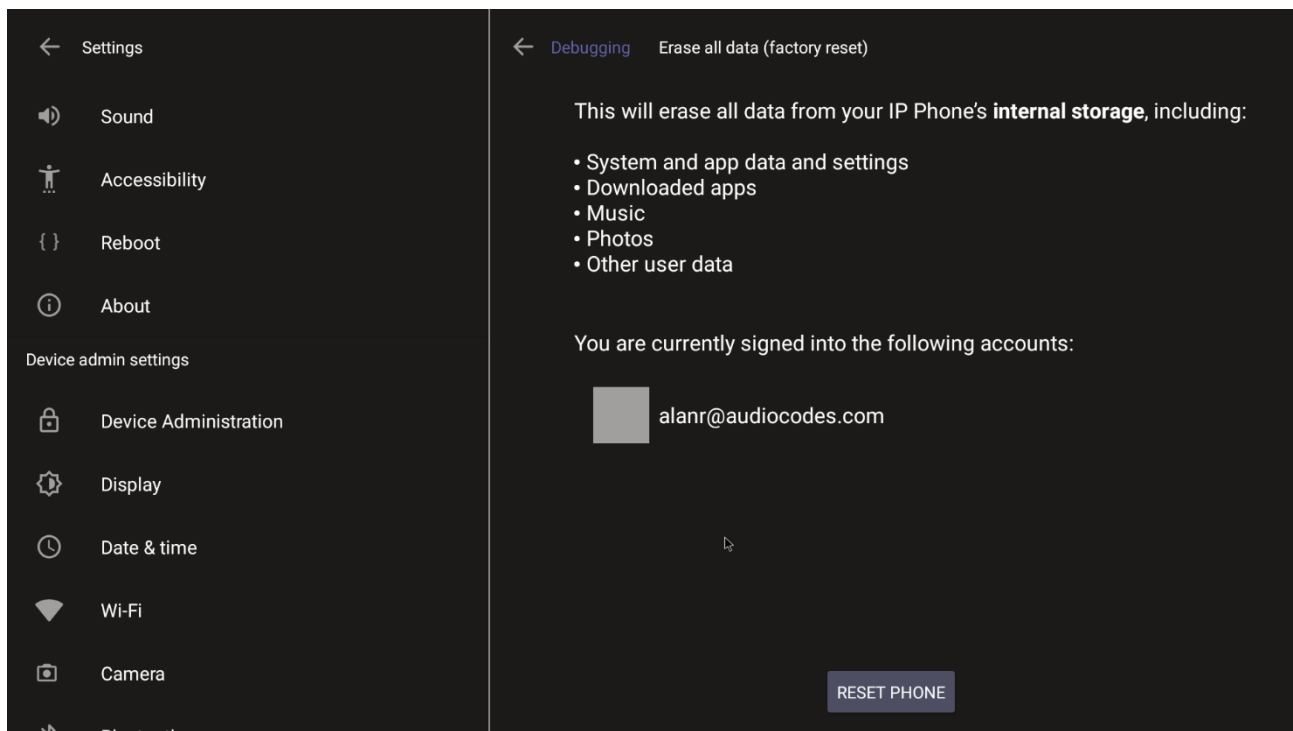 Settings
Sound
Accessibility
{ } Reboot
About
Device admin settings
Device Administration
Display
Date & time
Wi-Fi
Camera
Debugging Erase all data (factory reset)
This will erase all data from your IP Phone’s internal storage, including:
• System and app data and settings
• Downloaded apps
• Music
• Photos
• Other user data
You are currently signed into the following accounts:
alanr@audiocodes.com
RESET PHONE